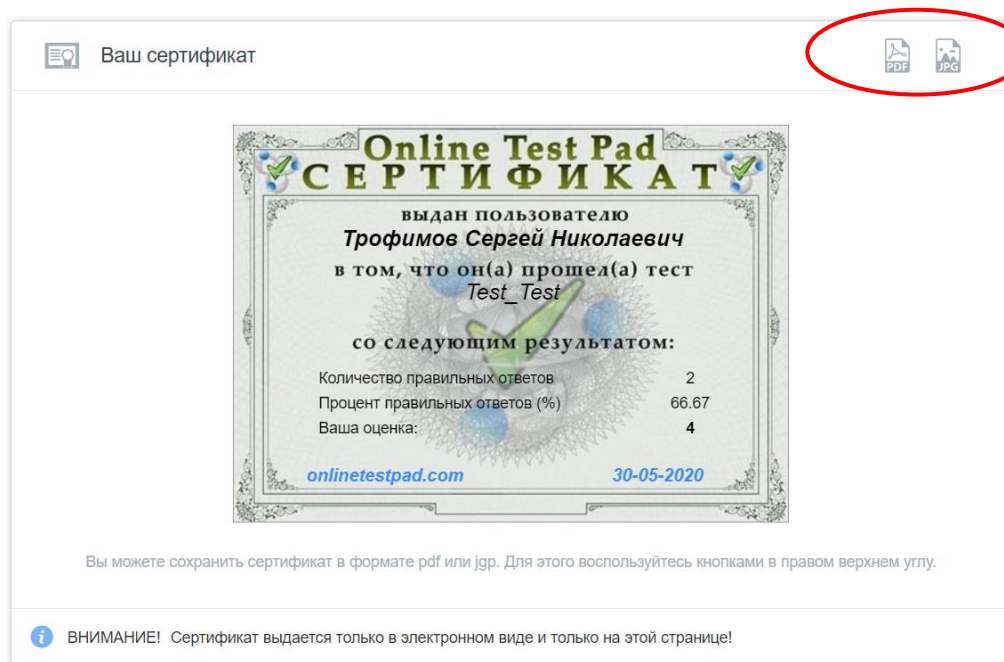 Ваш сертификат
PDF
JPG
Online Test Pad
СЕРТИФИКАТ
выдан пользователю
Трофимов Сергей Николаевич
в том, что он(а) прошел(а) тест
Test_Test
со следующим результатом:
Количество правильных ответов 2
Процент правильных ответов (%) 66.67
Ваша оценка: 4
onlinetestpad.com 30-05-2020
Вы можете сохранить сертификат в формате pdf или jgp. Для этого воспользуйтесь кнопками в правом верхнем углу.
ВНИМАНИЕ! Сертификат выдается только в электронном виде и только на этой странице!